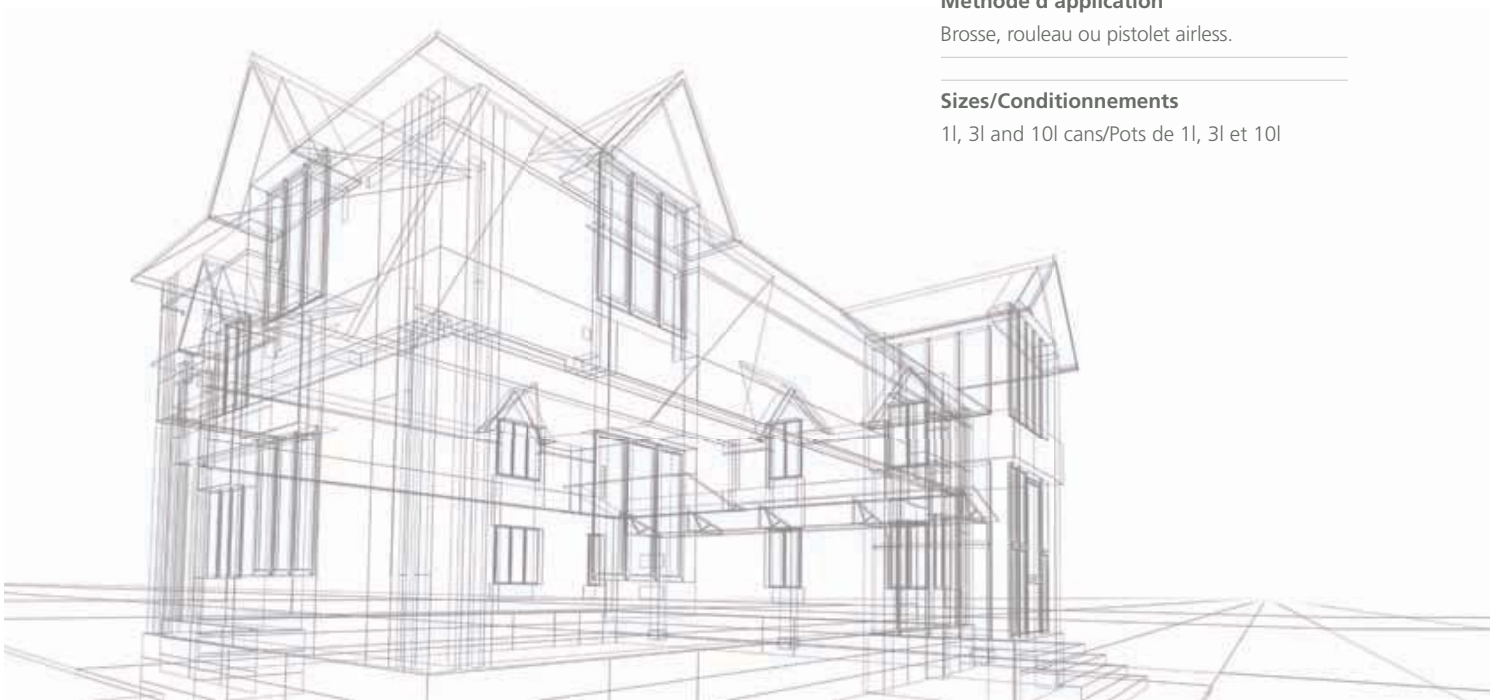 Méthode d'application
Brosse, rouleau ou pistolet airless.
Sizes/Conditionnements
1l, 3l and 10l cans/Pots de 1l, 3l et 10l